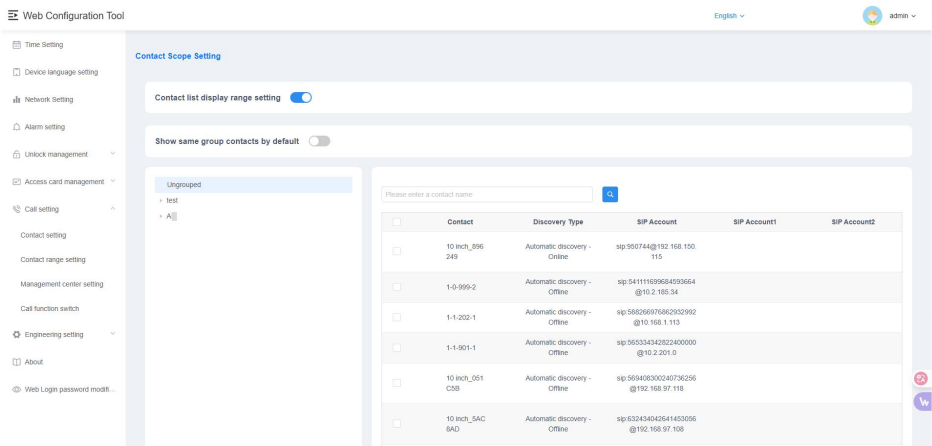 Web Configuration Tool
English
admin
Time Setting
Device language setting
Network Setting
Alarm setting
Unlock management
Access card management
Call setting
Contact setting
Contact range setting
Management center setting
Call function switch
Engineering setting
About
Web Login password modifi...
Contact Scope Setting
Contact list display range setting
Show same group contacts by default
Ungrouped
test
A
Please enter a contact name
Contact Discovery Type SIP Account SIP Account1 SIP Account2
10 inch_896 Automatic discovery - sip:950744@192.168.150.
249 Online 115
1-0-999-2 Automatic discovery - sip:541111699684593664
Offline @10.2.185.34
1-1-202-1 Automatic discovery - sip:588266976862932992
Offline @10.168.1.113
1-1-901-1 Automatic discovery - sip:565334342822400000
Offline @10.2.201.0
10 inch_051 Automatic discovery - sip:569408300240736256
C5B Offline @192.168.97.118
10 inch_5AC Automatic discovery - sip:632434042641453056
8AD Offline @192.168.97.108